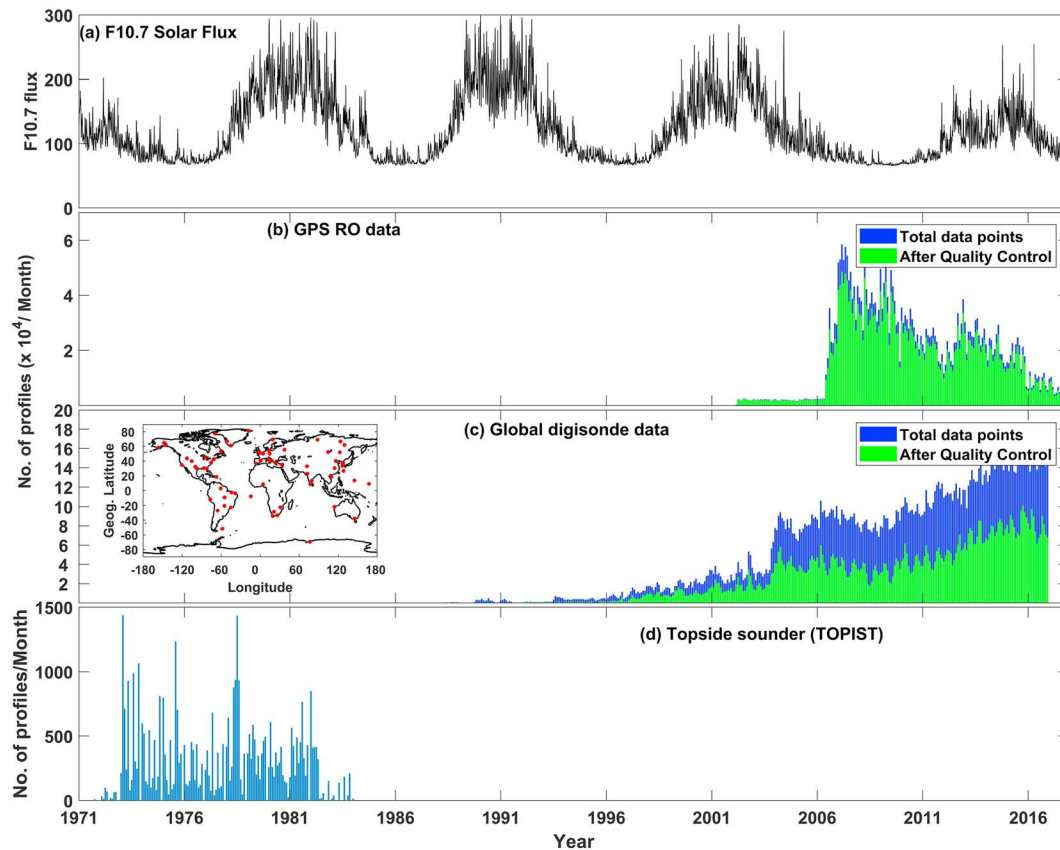 (a) F10.7 Solar Flux
F10.7 flux
300
200
100
0
(b) GPS RO data
Total data points
After Quality Control
6
4
2
No. of profiles (x 10⁴/ Month)
(c) Global digisonde data
Total data points
After Quality Control
20
18
16
14
12
10
8
6
4
2
Geog. Latitude
80
60
40
20
0
-20
-40
-60
-80
-180 -120 -60 0 60 120 180
Longitude
(d) Topside sounder (TOPIST)
No. of profiles/Month
1500
1000
500
0
1971 1976 1981 1986 1991 1996 2001 2006 2011 2016
Year